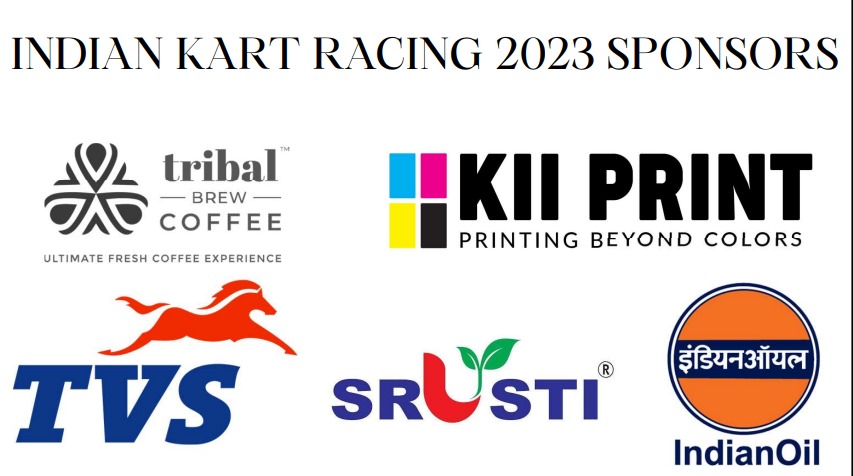 INDIAN KART RACING 2023 SPONSORS
tribal™
BREW
COFFEE
ULTIMATE FRESH COFFEE EXPERIENCE
KII PRINT
PRINTING BEYOND COLORS
TVS
SRUSTI®
इंडियनऑयल
IndianOil